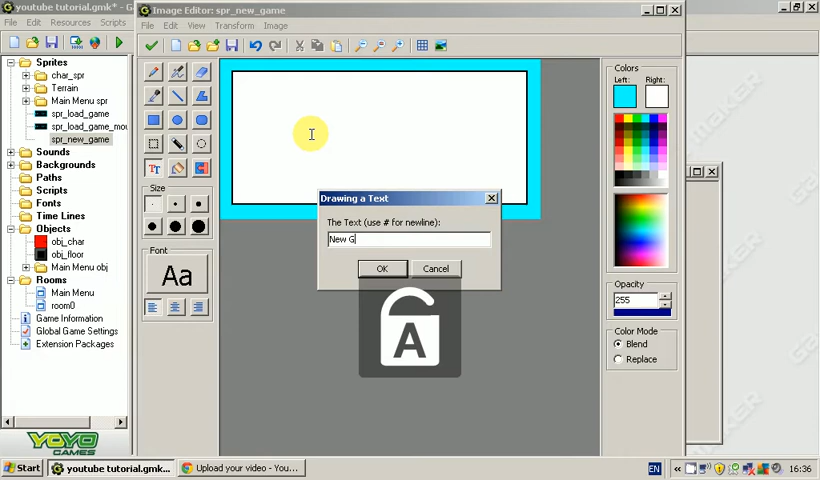 youtube tutorial.gmk*
Image Editor: spr_new_game
File Edit Resources Scripts
File Edit View Transform Image
Sprites
char_spr
Terrain
Main Menu spr
spr_load_game
spr_load_game_mou
spr_new_game
Sounds
Backgrounds
Paths
Scripts
Fonts
Time Lines
Objects
obj_char
obj_floor
Main Menu obj
Rooms
Main Menu
room0
Game Information
Global Game Settings
Extension Packages
YOYO
GAMES
Size
Font
Aa
Drawing a Text
The Text (use # for newline):
New G
OK Cancel
A
Colors
Left: Right:
Opacity
255
Color Mode
Blend
Replace
Start youtube tutorial.gmk... Upload your video - You... EN 16:36